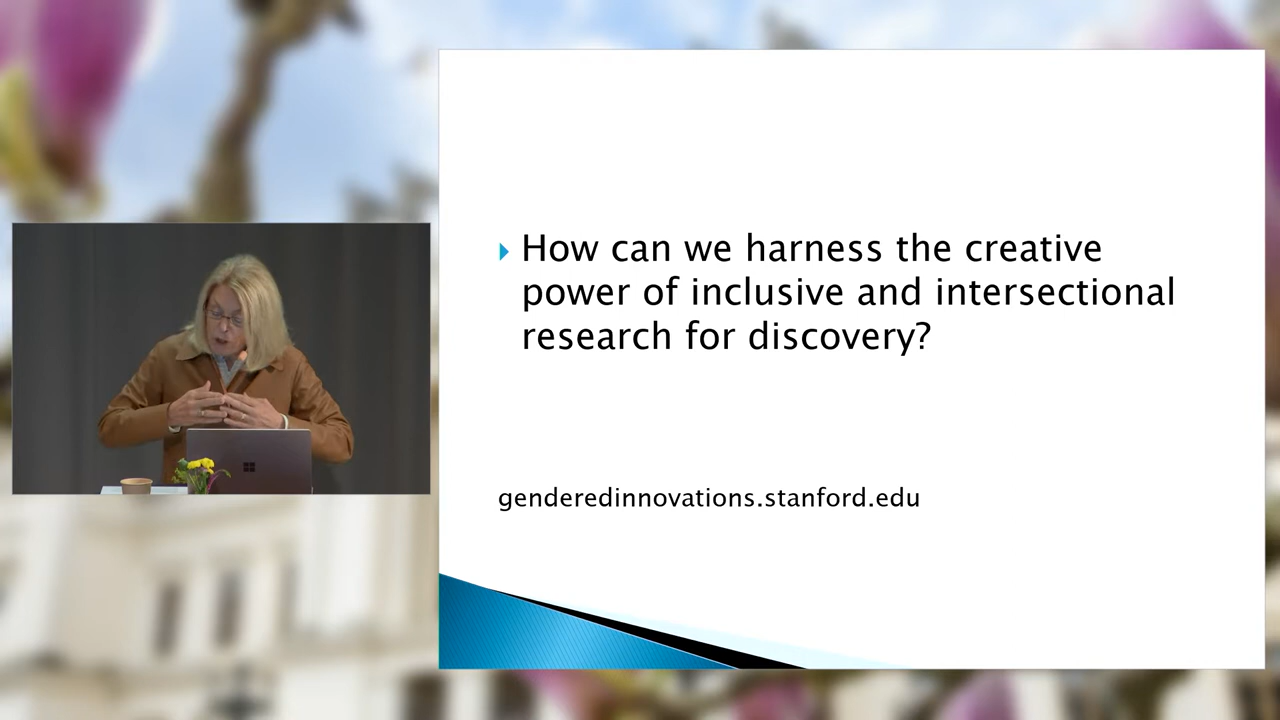 How can we harness the creative
power of inclusive and intersectional
research for discovery?
genderedinnovations.stanford.edu